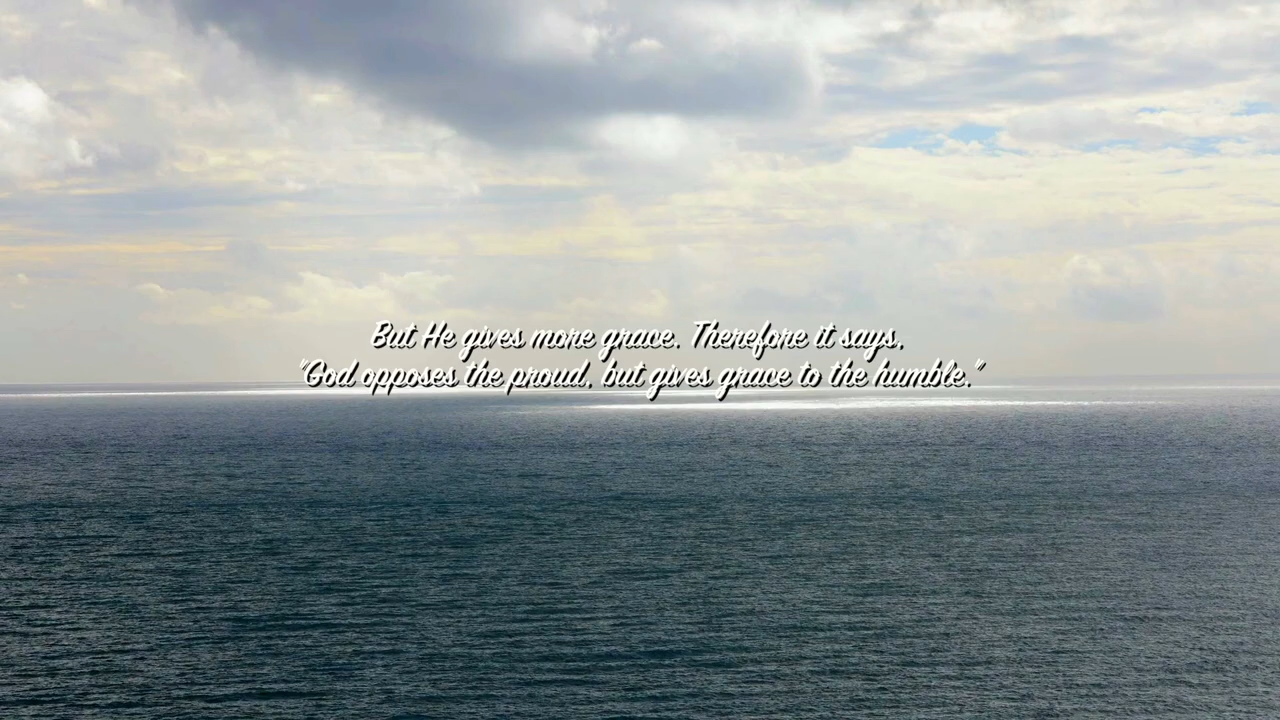 But He gives more grace. Therefore it says,
"God opposes the proud, but gives grace to the humble."